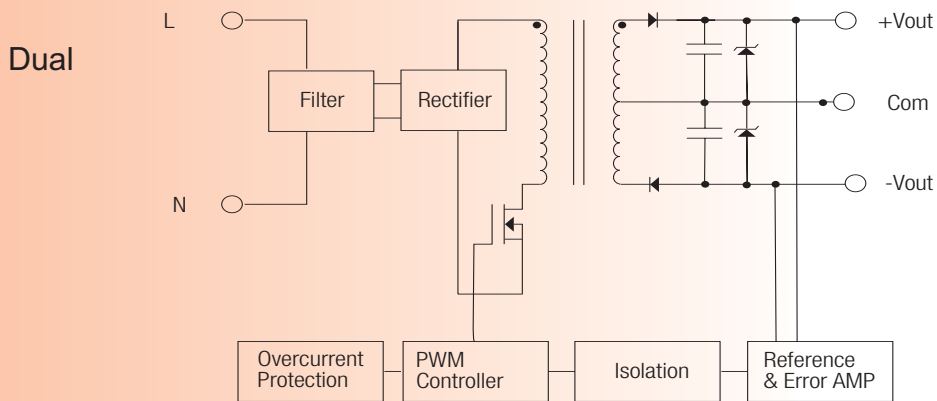 L
+Vout
Dual
Filter
Rectifier
Com
N
-Vout
Overcurrent
Protection
PWM
Controller
Isolation
Reference
& Error AMP